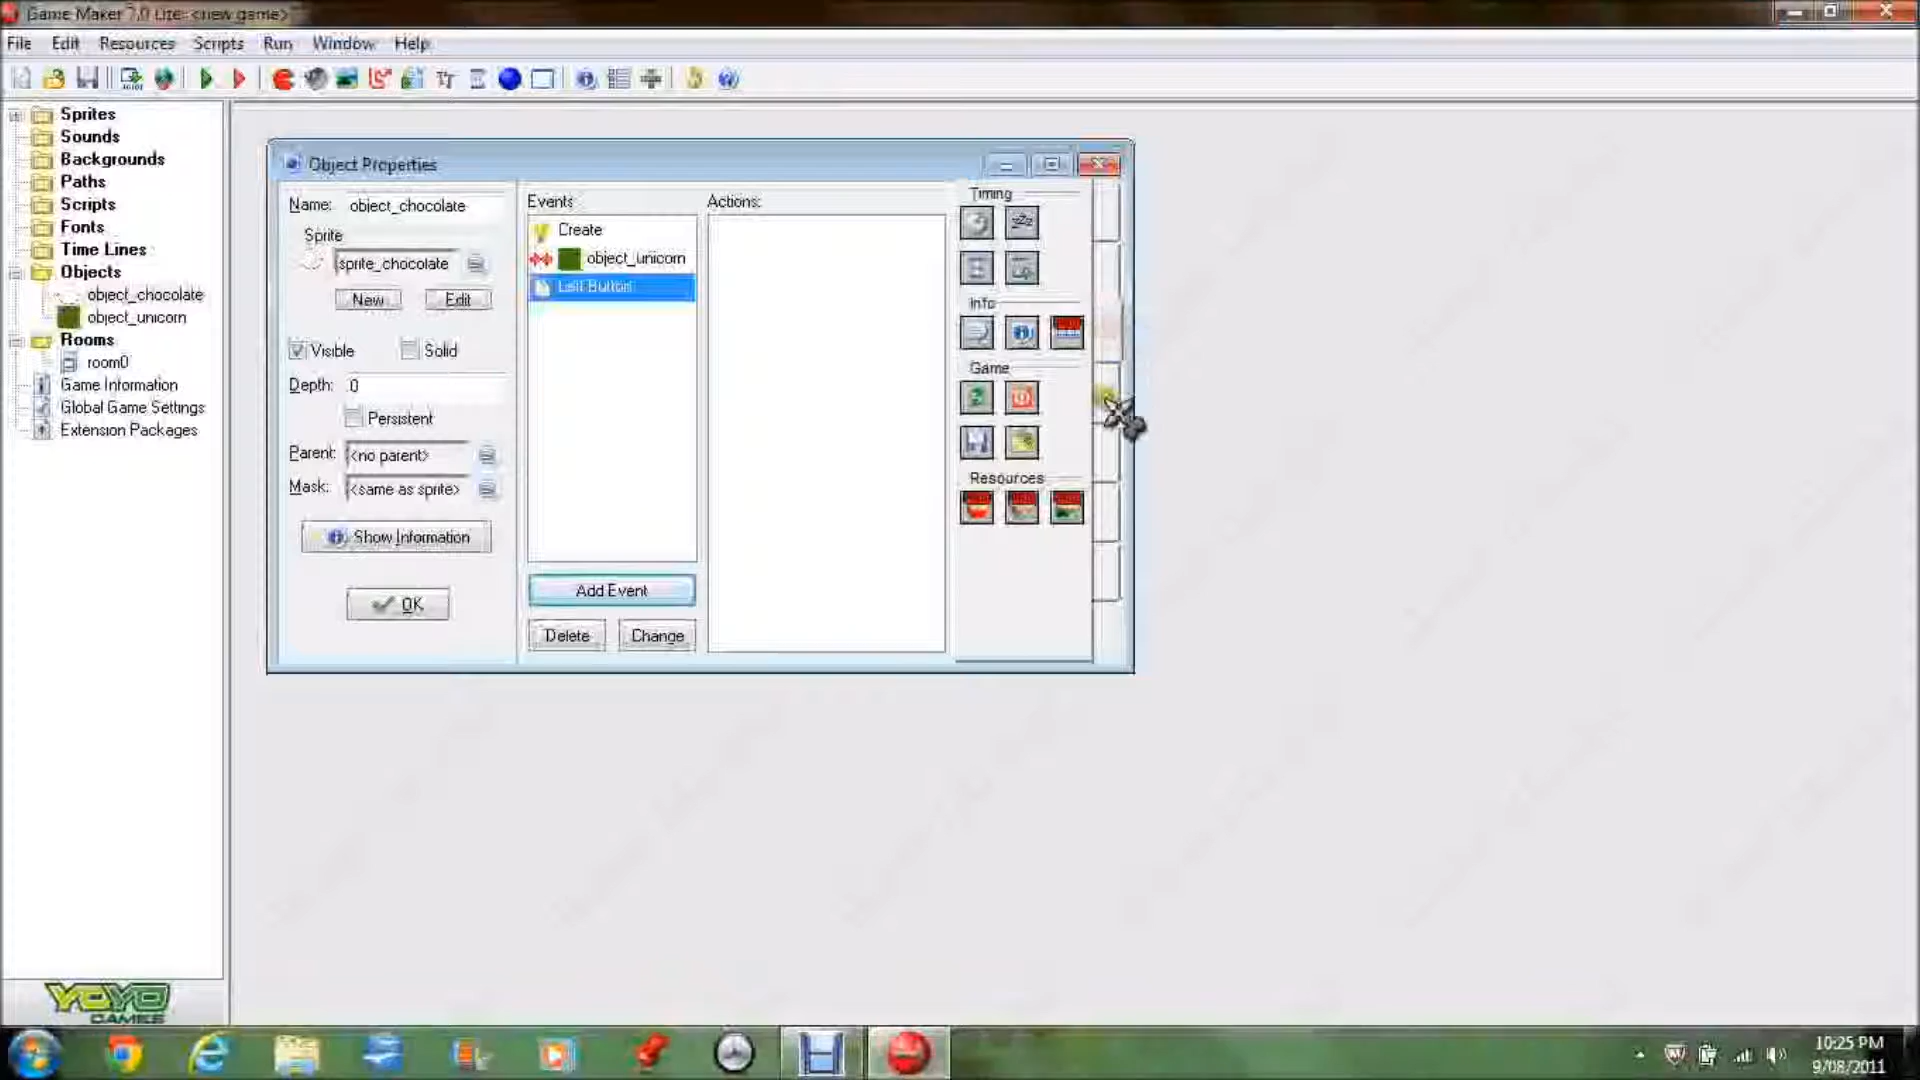 Game Maker 7.0 Lite: <new game>
File Edit Resources Scripts Run Window Help
Sprites
Sounds
Backgrounds
Paths
Scripts
Fonts
Time Lines
Objects
object_chocolate
object_unicorn
Rooms
room0
Game Information
Global Game Settings
Extension Packages
YOYO
GAMES
Object Properties
Name: object_chocolate
Sprite
sprite_chocolate
New Edit
Visible Solid
Depth: 0
Persistent
Parent: <no parent>
Mask: <same as sprite>
Show Information
OK
Events:
Create
object_unicorn
Left Button
Add Event
Delete Change
Actions:
Timing
Info
Game
Resources
10:25 PM
9/08/2011